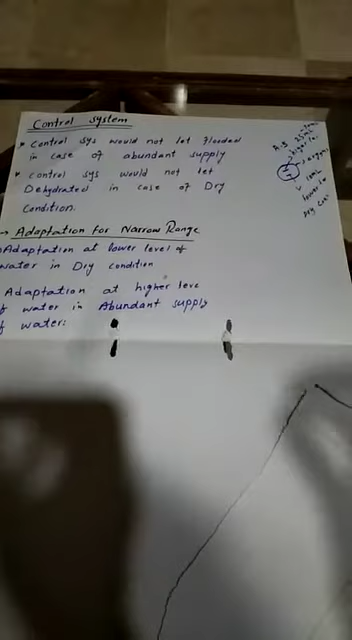 Control system
* Control sys would not let flooded
in case of abundant supply
* Control sys would not let
Dehydrated in case of Dry
condition.
→ Adaptation for Narrow Range
Adaptation at lower level of
water in Dry condition
Adaptation at higher leve
of water in Abundant supply
of water: